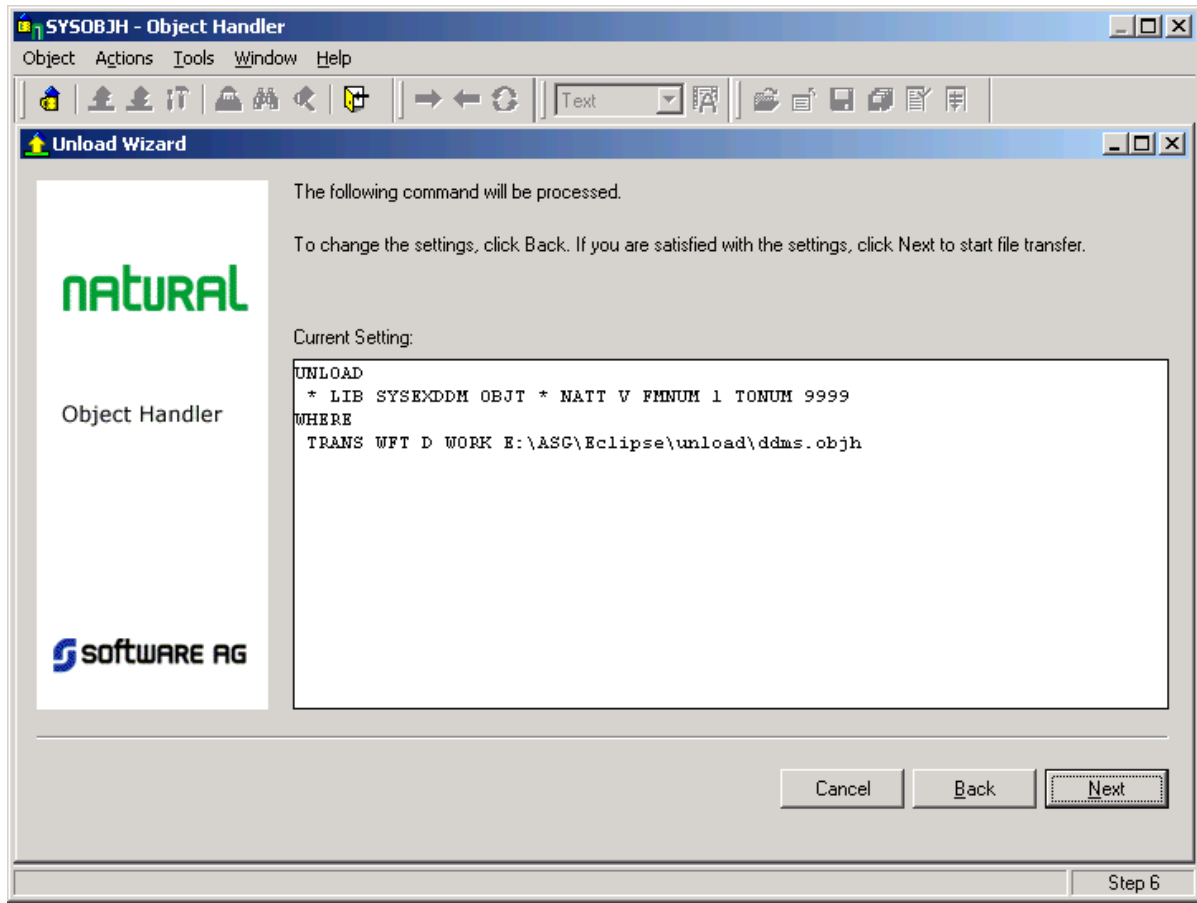 SYSOBJH - Object Handler
Object Actions Tools Window Help
Text
Unload Wizard
The following command will be processed.
To change the settings, click Back. If you are satisfied with the settings, click Next to start file transfer.
natural
Current Setting:
UNLOAD
* LIB SYSEXDDM OBJT * NATT V FMNUM 1 TONUM 9999
WHERE
TRANS WFT D WORK E:\ASG\Eclipse\unload\ddms.objh
Object Handler
software AG
Cancel Back Next
Step 6